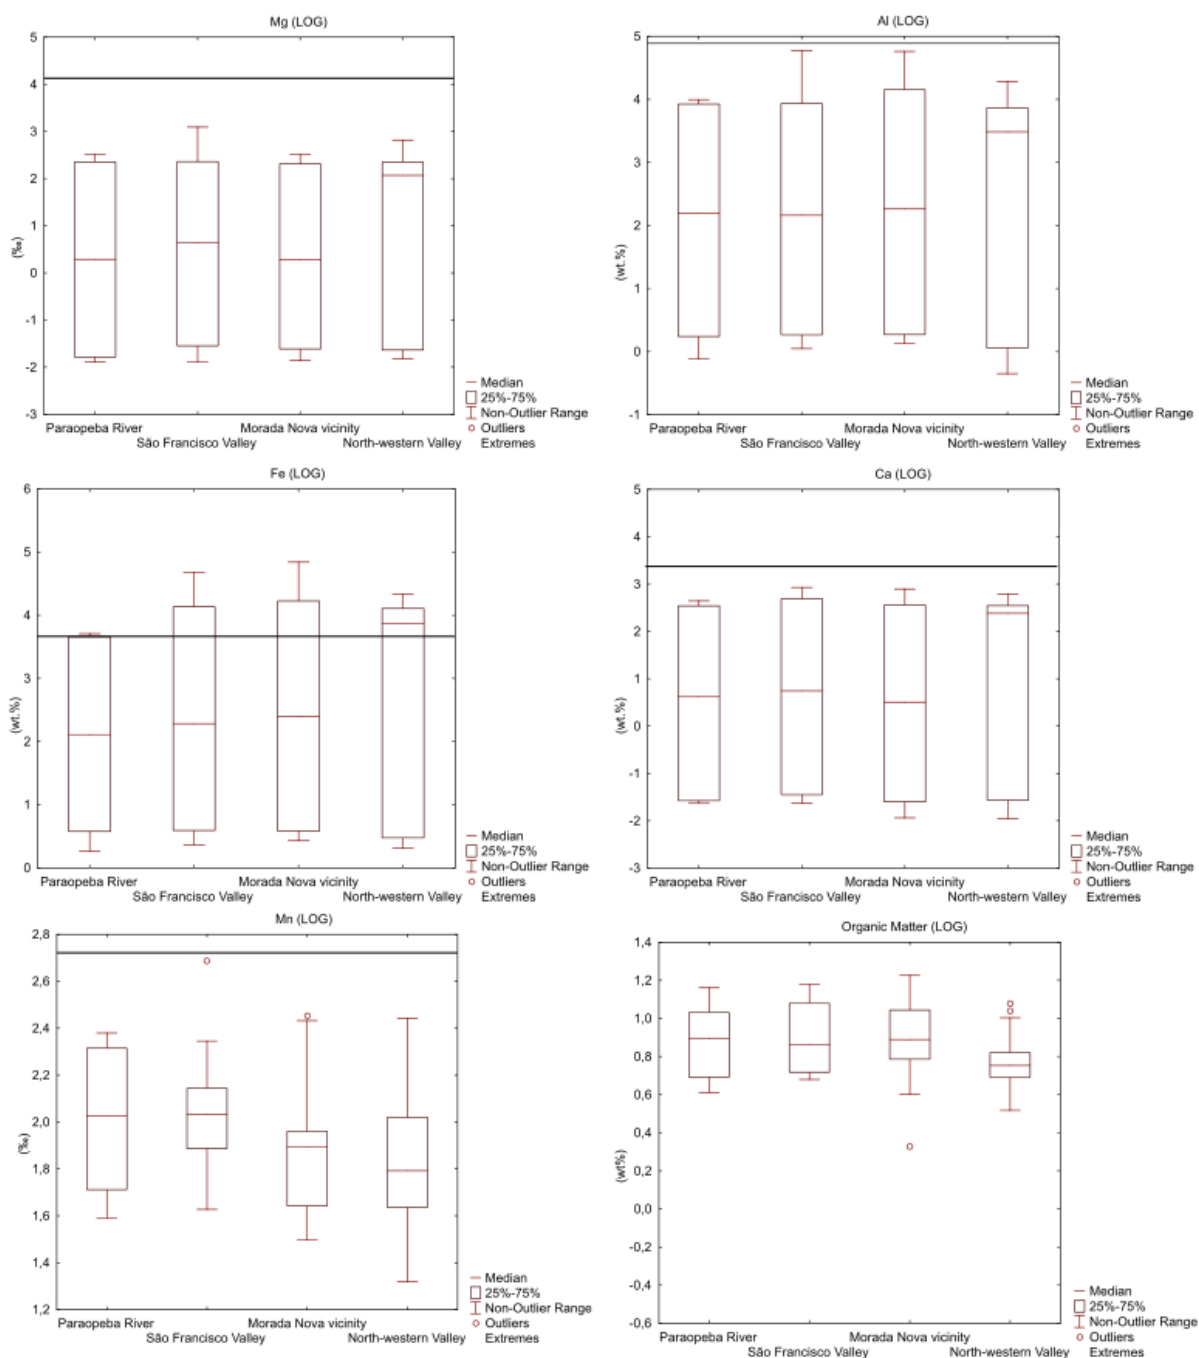 Mg (LOG)
5
4
3
2
1
0
-1
-2
-3
(‰)
Paraopeba River
Morada Nova vicinity
São Francisco Valley
North-western Valley
Median
25%-75%
Non-Outlier Range
Outliers
Extremes
Al (LOG)
5
4
3
2
1
0
-1
(wt.%)
Paraopeba River
Morada Nova vicinity
São Francisco Valley
North-western Valley
Median
25%-75%
Non-Outlier Range
Outliers
Extremes
Fe (LOG)
6
5
4
3
2
1
0
(wt.%)
Paraopeba River
Morada Nova vicinity
São Francisco Valley
North-western Valley
Median
25%-75%
Non-Outlier Range
Outliers
Extremes
Ca (LOG)
5
4
3
2
1
0
-1
-2
-3
(wt.%)
Paraopeba River
Morada Nova vicinity
São Francisco Valley
North-western Valley
Median
25%-75%
Non-Outlier Range
Outliers
Extremes
Mn (LOG)
2,8
2,6
2,4
2,2
2,0
1,8
1,6
1,4
1,2
(‰)
Paraopeba River
Morada Nova vicinity
São Francisco Valley
North-western Valley
Median
25%-75%
Non-Outlier Range
Outliers
Extremes
Organic Matter (LOG)
1,4
1,2
1,0
0,8
0,6
0,4
0,2
0,0
-0,2
-0,4
-0,6
(wt%)
Paraopeba River
Morada Nova vicinity
São Francisco Valley
North-western Valley
Median
25%-75%
Non-Outlier Range
Outliers
Extremes